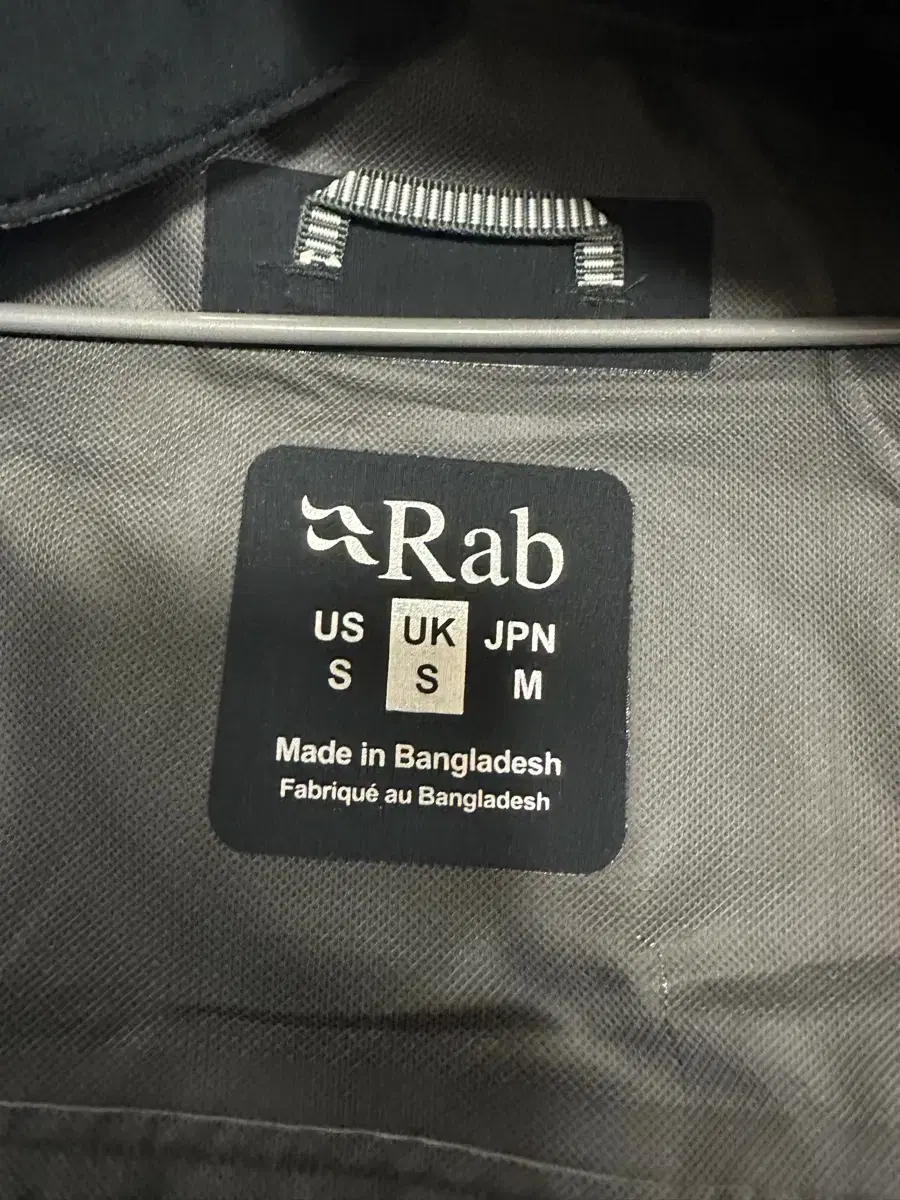 Rab
US UK JPN
S S M
Made in Bangladesh
Fabriqué au Bangladesh